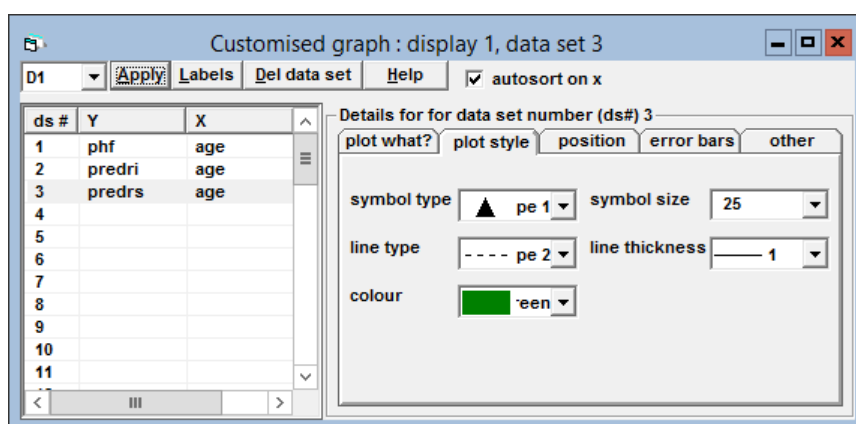 Customised graph : display 1, data set 3
D1 Apply Labels Del data set Help autosort on x
ds # Y X
1 phf age
2 predri age
3 predrs age
4
5
6
7
8
9
10
11
Details for for data set number (ds#) 3
plot what? plot style position error bars other
symbol type pe 1 symbol size 25
line type pe 2 line thickness 1
colour een